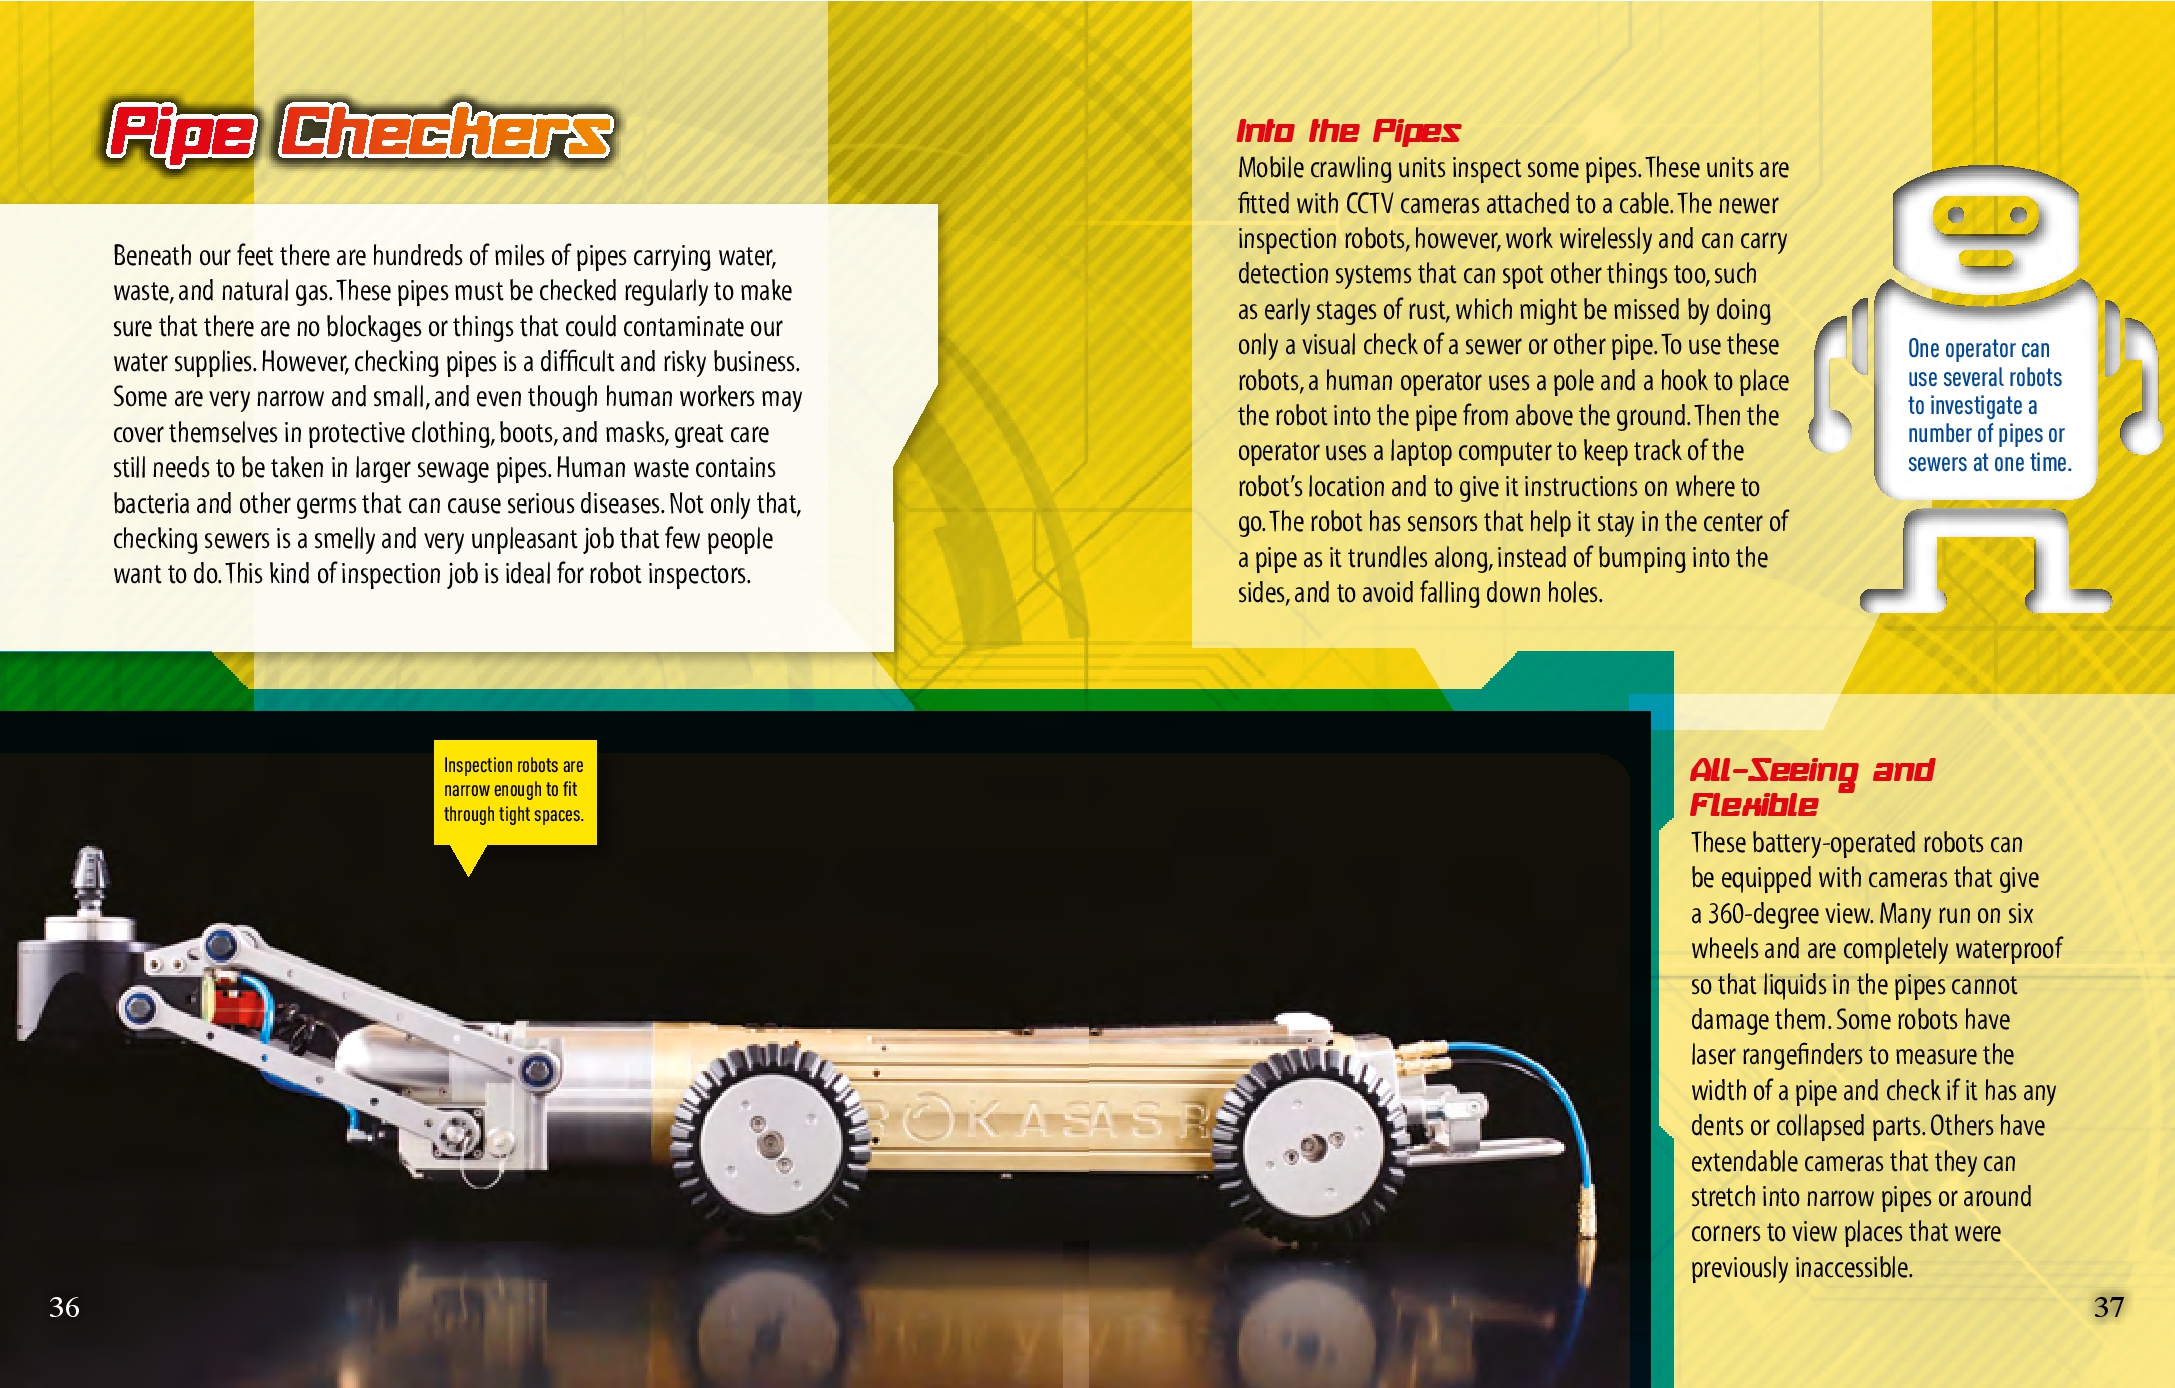 Pipe Checkers
Beneath our feet there are hundreds of miles of pipes carrying water,
waste, and natural gas. These pipes must be checked regularly to make
sure that there are no blockages or things that could contaminate our
water supplies. However, checking pipes is a difficult and risky business.
Some are very narrow and small, and even though human workers may
cover themselves in protective clothing, boots, and masks, great care
still needs to be taken in larger sewage pipes. Human waste contains
bacteria and other germs that can cause serious diseases. Not only that,
checking sewers is a smelly and very unpleasant job that few people
want to do. This kind of inspection job is ideal for robot inspectors.
Inspection robots are
narrow enough to fit
through tight spaces.
36
Into the Pipes
Mobile crawling units inspect some pipes. These units are
fitted with CCTV cameras attached to a cable. The newer
inspection robots, however, work wirelessly and can carry
detection systems that can spot other things too, such
as early stages of rust, which might be missed by doing
only a visual check of a sewer or other pipe. To use these
robots, a human operator uses a pole and a hook to place
the robot into the pipe from above the ground. Then the
operator uses a laptop computer to keep track of the
robot's location and to give it instructions on where to
go. The robot has sensors that help it stay in the center of
a pipe as it trundles along, instead of bumping into the
sides, and to avoid falling down holes.
One operator can
use several robots
to investigate a
number of pipes or
sewers at one time.
All-Seeing and
Flexible
These battery-operated robots can
be equipped with cameras that give
a 360-degree view. Many run on six
wheels and are completely waterproof
so that liquids in the pipes cannot
damage them. Some robots have
laser rangefinders to measure the
width of a pipe and check if it has any
dents or collapsed parts. Others have
extendable cameras that they can
stretch into narrow pipes or around
corners to view places that were
previously inaccessible.
37